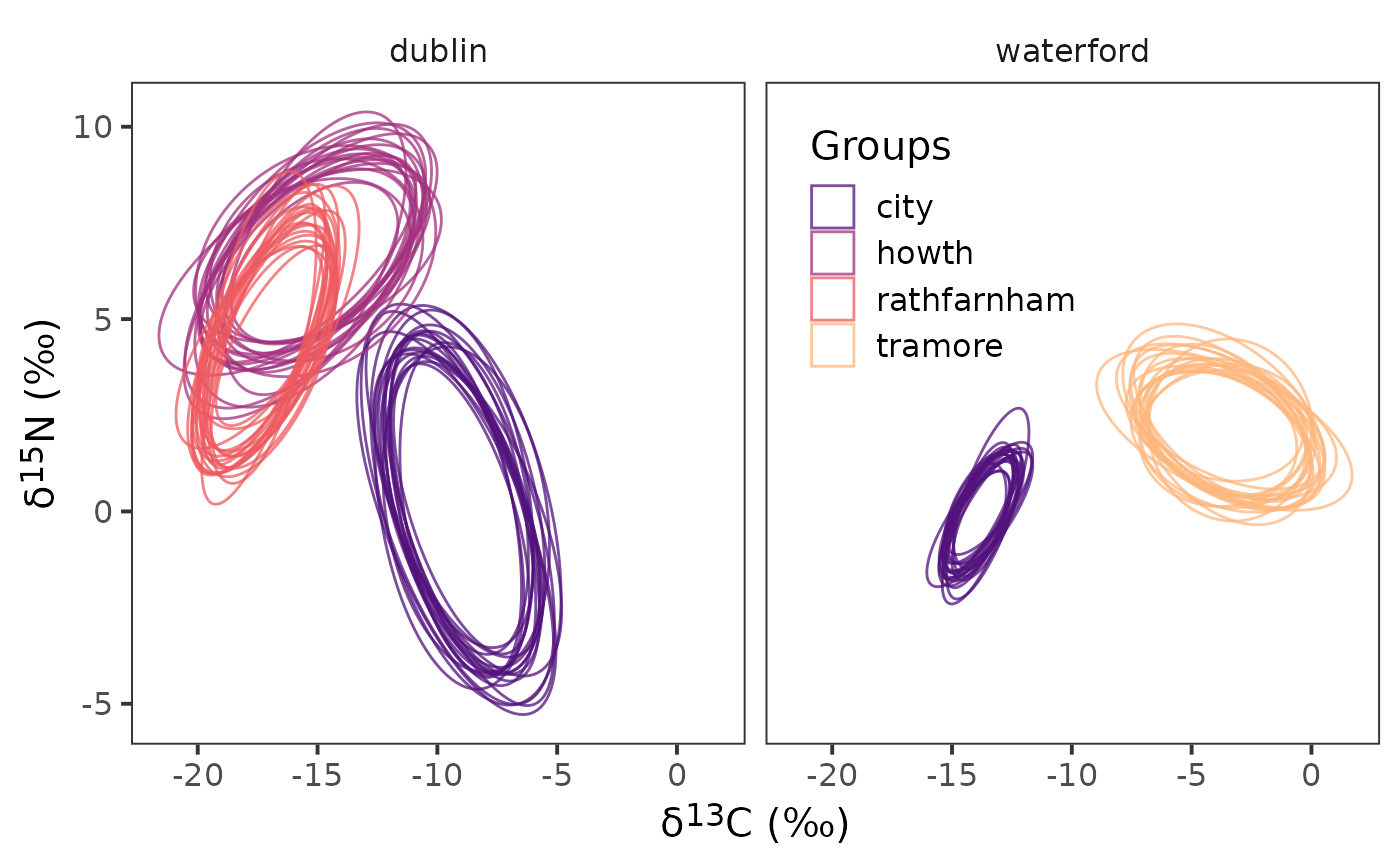 dublin
waterford
10
5
0
-5
δ15N (‰)
Groups
city
howth
rathfarnham
tramore
-20 -15 -10 -5 0
-20 -15 -10 -5 0
δ13C (‰)